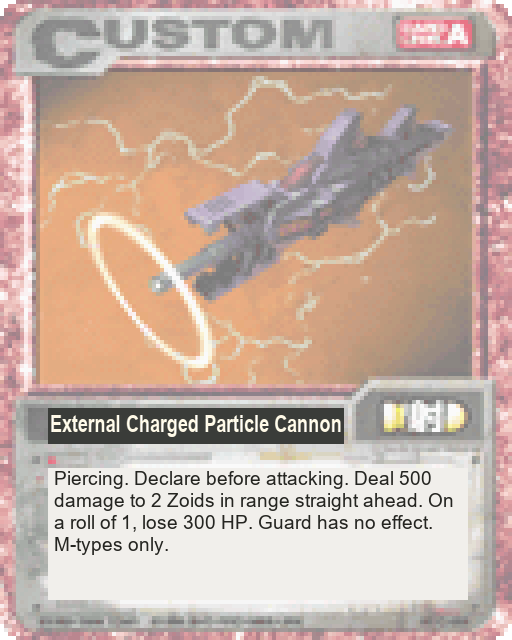 CUSTOM
A
External Charged Particle Cannon
Piercing. Declare before attacking. Deal 500
damage to 2 Zoids in range straight ahead. On
a roll of 1, lose 300 HP. Guard has no effect.
M-types only.